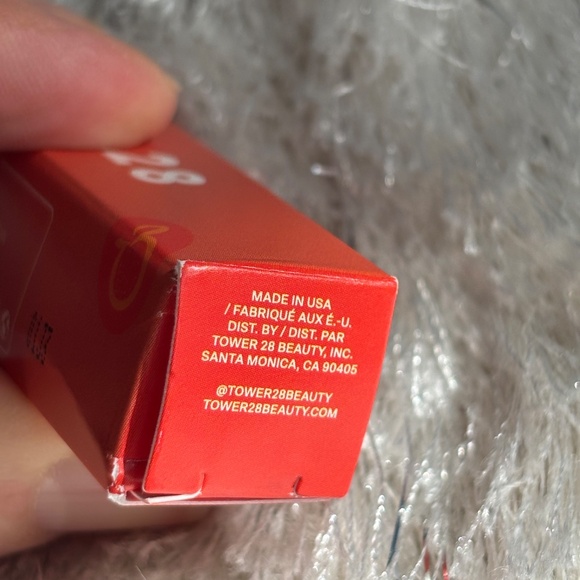 28
MADE IN USA
/ FABRIQUÉ AUX É.-U.
DIST. BY / DIST. PAR
TOWER 28 BEAUTY, INC.
SANTA MONICA, CA 90405
@TOWER28BEAUTY
TOWER28BEAUTY.COM